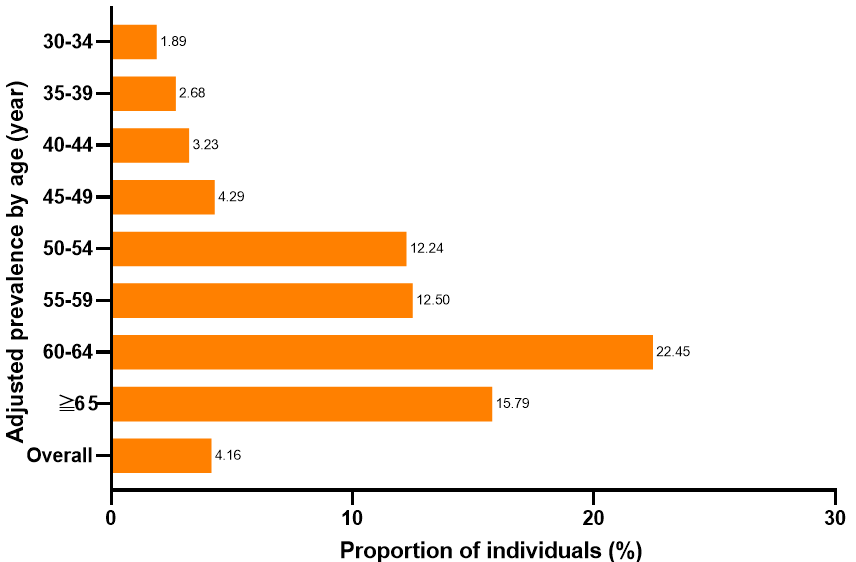 Adjusted prevalence by age (year)
30-34 1.89
35-39 2.68
40-44 3.23
45-49 4.29
50-54 12.24
55-59 12.50
60-64 22.45
≧65 15.79
Overall 4.16
0 10 20 30
Proportion of individuals (%)